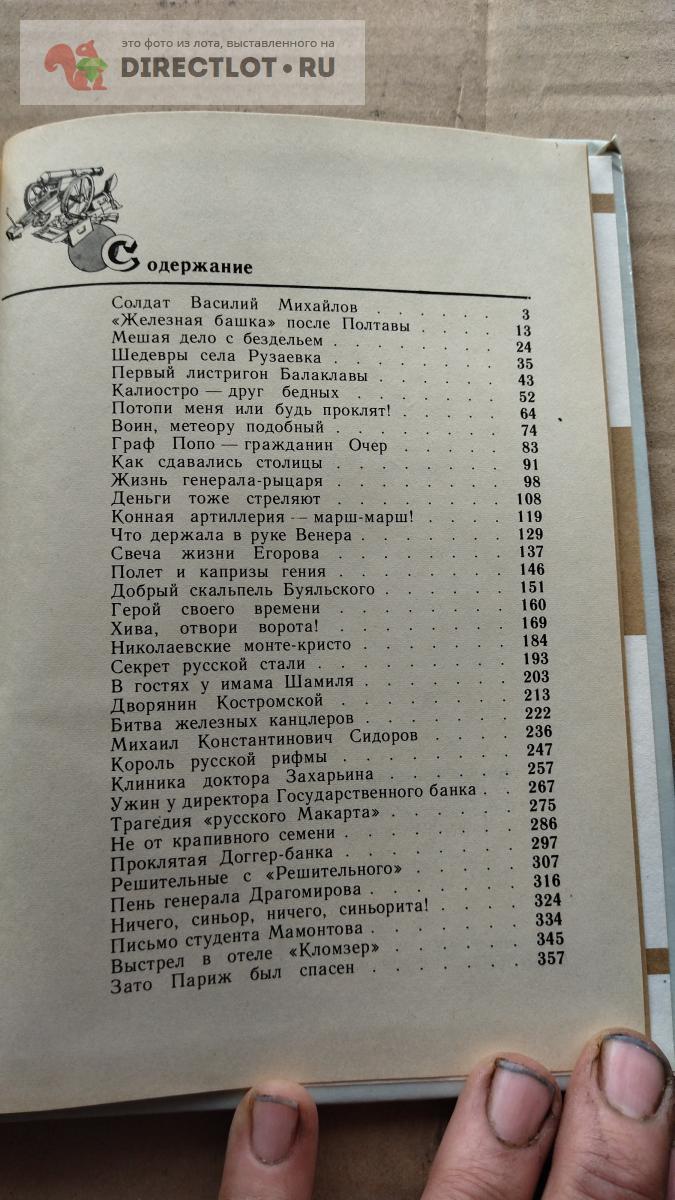 это фото из лота, выставленного на
DIRECTLOT•RU
Содержание
Солдат Василий Михайлов . . . . . . 3
«Железная башка» после Полтавы . . . . 13
Мешая дело с бездельем . . . . . . . 24
Шедевры села Рузаевка . . . . . . . 35
Первый листригон Балаклавы . . . . . 43
Калиостро — друг бедных . . . . . . 52
Потопи меня или будь проклят! . . . . 64
Воин, метеору подобный . . . . . . . 74
Граф Попо — гражданин Очер . . . . . 83
Как сдавались столицы . . . . . . . 91
Жизнь генерала-рыцаря . . . . . . . 98
Деньги тоже стреляют . . . . . . . 108
Конная артиллерия — марш-марш! . . . . 119
Что держала в руке Венера . . . . . . 129
Свеча жизни Егорова . . . . . . . 137
Полет и капризы гения . . . . . . . 146
Добрый скальпель Буяльского . . . . . 151
Герой своего времени . . . . . . . 160
Хива, отвори ворота! . . . . . . . 169
Николаевские монте-кристо . . . . . . 184
Секрет русской стали . . . . . . . 193
В гостях у имама Шамиля . . . . . . 203
Дворянин Костромской . . . . . . . 213
Битва железных канцлеров . . . . . . 222
Михаил Константинович Сидоров . . . . 236
Король русской рифмы . . . . . . . 247
Клиника доктора Захарьина . . . . . . 257
Ужин у директора Государственного банка . . 267
Трагедия «русского Макарта» . . . . . 275
Не от крапивного семени . . . . . . . 286
Проклятая Доггер-банка . . . . . . . 297
Решительные с «Решительного» . . . . . 307
Пень генерала Драгомирова . . . . . . 316
Ничего, синьор, ничего, синьорита! . . . . 324
Письмо студента Мамонтова . . . . . . 334
Выстрел в отеле «Кломзер» . . . . . . 345
Зато Париж был спасен . . . . . . . 357